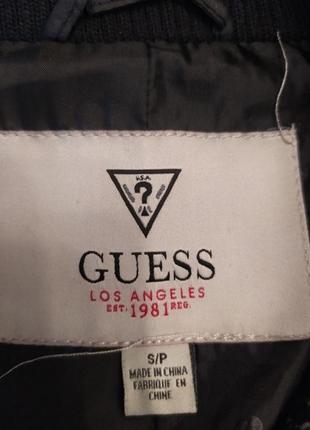 U.S.A.
?
GUESS
LOS ANGELES
EST. 1981 REG.
S/P
MADE IN CHINA
FABRIQUÉ EN
CHINE